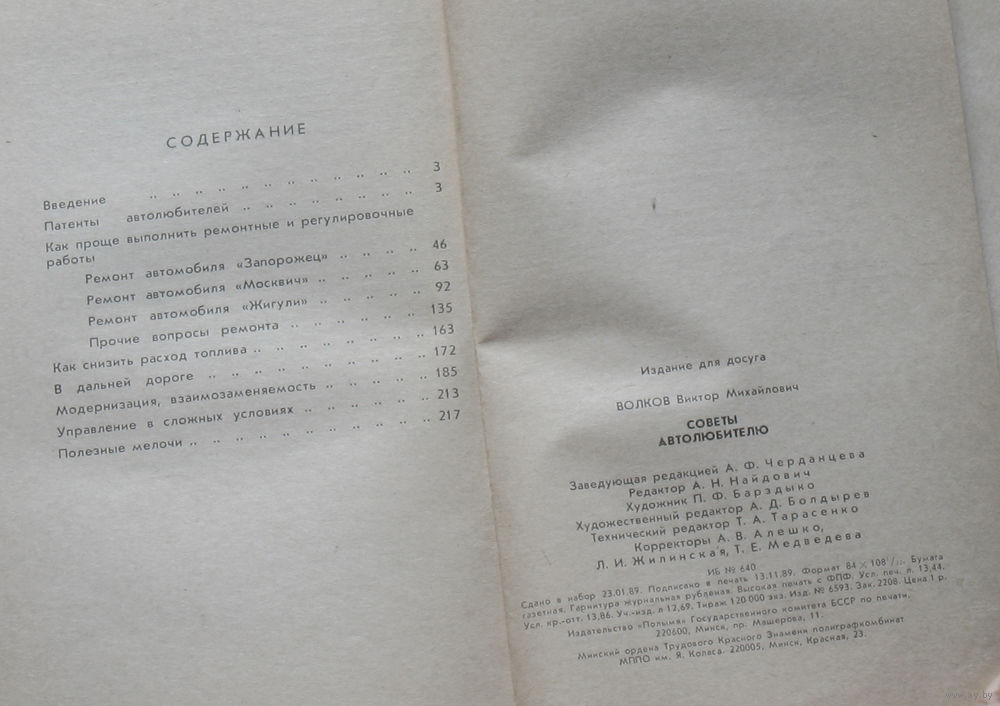 СОДЕРЖАНИЕ
Введение .. .. .. .. .. .. .. .. .. .. .. .. 3
Патенты автолюбителей .. .. .. .. .. .. .. .. 3
Как проще выполнить ремонтные и регулировочные
работы
Ремонт автомобиля «Запорожец» .. .. .. .. 46
Ремонт автомобиля «Москвич» .. .. .. .. .. 63
Ремонт автомобиля «Жигули» .. .. .. .. .. 92
Прочие вопросы ремонта .. .. .. .. .. .. 135
Как снизить расход топлива .. .. .. .. .. .. .. .. 163
В дальней дороге .. .. .. .. .. .. .. .. .. .. 172
Модернизация, взаимозаменяемость .. .. .. .. .. 185
Управление в сложных условиях .. .. .. .. .. .. 213
Полезные мелочи .. .. .. .. .. .. .. .. .. .. .. 217
Издание для досуга
ВОЛКОВ Виктор Михайлович
СОВЕТЫ
АВТОЛЮБИТЕЛЮ
Заведующая редакцией А. Ф. Черданцева
Редактор А. Н. Найдович
Художник П. Ф. Барздыко
Художественный редактор А. Д. Болдырев
Технический редактор Т. А. Тарасенко
Корректоры А. В. Алешко,
Л. И. Жилинская, Т. Е. Медведева
ИБ № 640
Сдано в набор 23.01.89. Подписано в печать 13.11.89. Формат 84×108¹/₃₂. Бумага
газетная. Гарнитура журнальная рубленая. Высокая печать с ФПФ. Усл. печ. л. 13,44.
Усл. кр.-отт. 13,86. Уч.-изд. л 12,69. Тираж 120 000 экз. Изд. № 6593. Зак. 2208. Цена 1 р.
Издательство «Полымя» Государственного комитета БССР по печати.
220600, Минск, пр. Машерова, 11.
Минский ордена Трудового Красного Знамени полиграфкомбинат
МППО им. Я. Коласа. 220005, Минск, Красная, 23.
www.ay.by